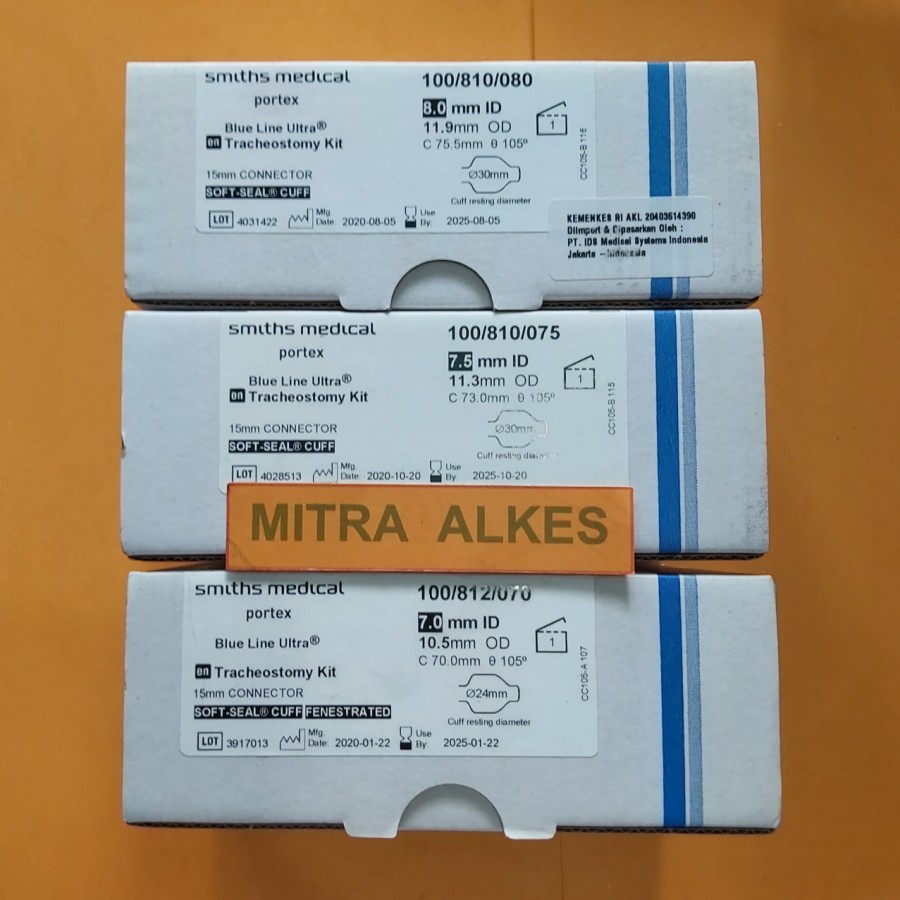 smiths medical
portex
Blue Line Ultra®
en Tracheostomy Kit
15mm CONNECTOR
SOFT-SEAL® CUFF
LOT 4031422 Mfg. Date: 2020-08-05 Use By: 2025-08-05
100/810/080
8.0 mm ID
11.9mm OD
C 75.5mm θ 105º
1
Ø30mm
Cuff resting diameter
CC105-B 116
KEMENKES RI AKL 20403614390
Diimport & Dipasarkan Oleh :
PT. IDS Medical Systems Indonesia
Jakarta – Indonesia
smiths medical
portex
Blue Line Ultra®
en Tracheostomy Kit
15mm CONNECTOR
SOFT-SEAL® CUFF
LOT 4028513 Mfg. Date: 2020-10-20 Use By: 2025-10-20
100/810/075
7.5 mm ID
11.3mm OD
C 73.0mm θ 105º
1
Ø30mm
Cuff resting diameter
CC105-B 115
MITRA ALKES
smiths medical
portex
Blue Line Ultra®
en Tracheostomy Kit
15mm CONNECTOR
SOFT-SEAL® CUFF FENESTRATED
LOT 3917013 Mfg. Date: 2020-01-22 Use By: 2025-01-22
100/812/070
7.0 mm ID
10.5mm OD
C 70.0mm θ 105º
1
Ø24mm
Cuff resting diameter
CC105-A 107